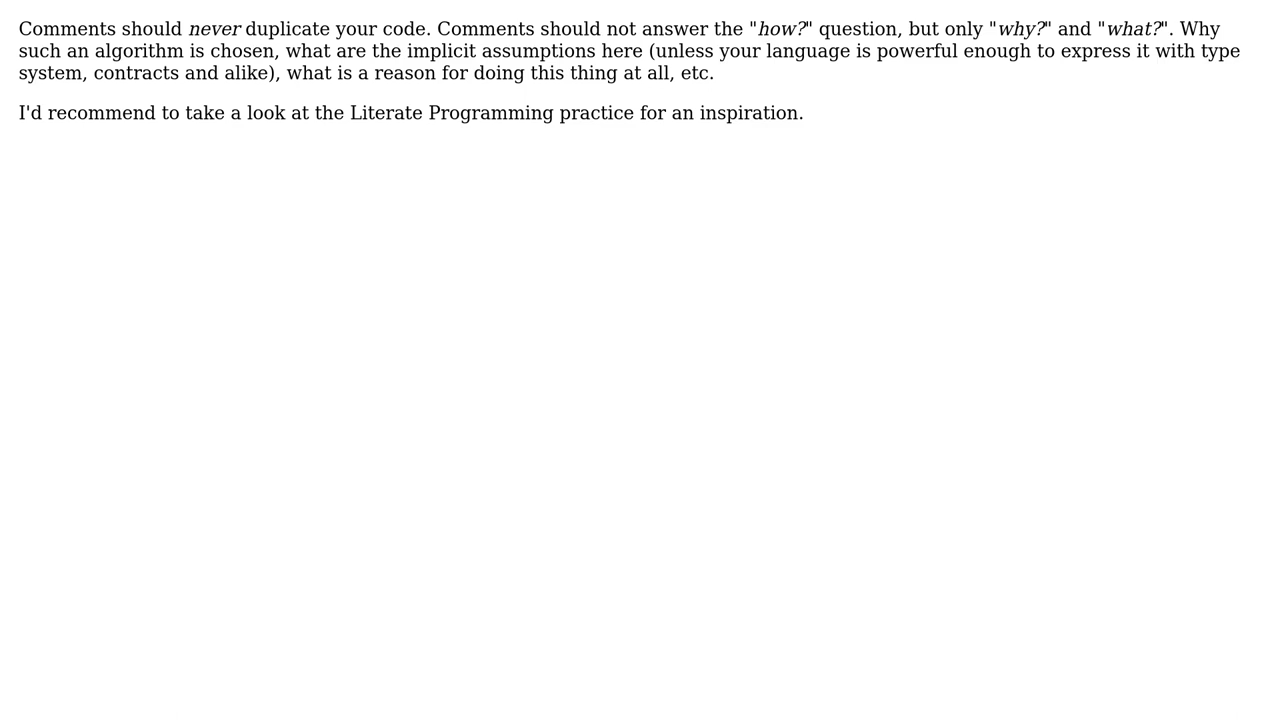 Comments should never duplicate your code. Comments should not answer the "how?" question, but only "why?" and "what?". Why
such an algorithm is chosen, what are the implicit assumptions here (unless your language is powerful enough to express it with type
system, contracts and alike), what is a reason for doing this thing at all, etc.
I'd recommend to take a look at the Literate Programming practice for an inspiration.